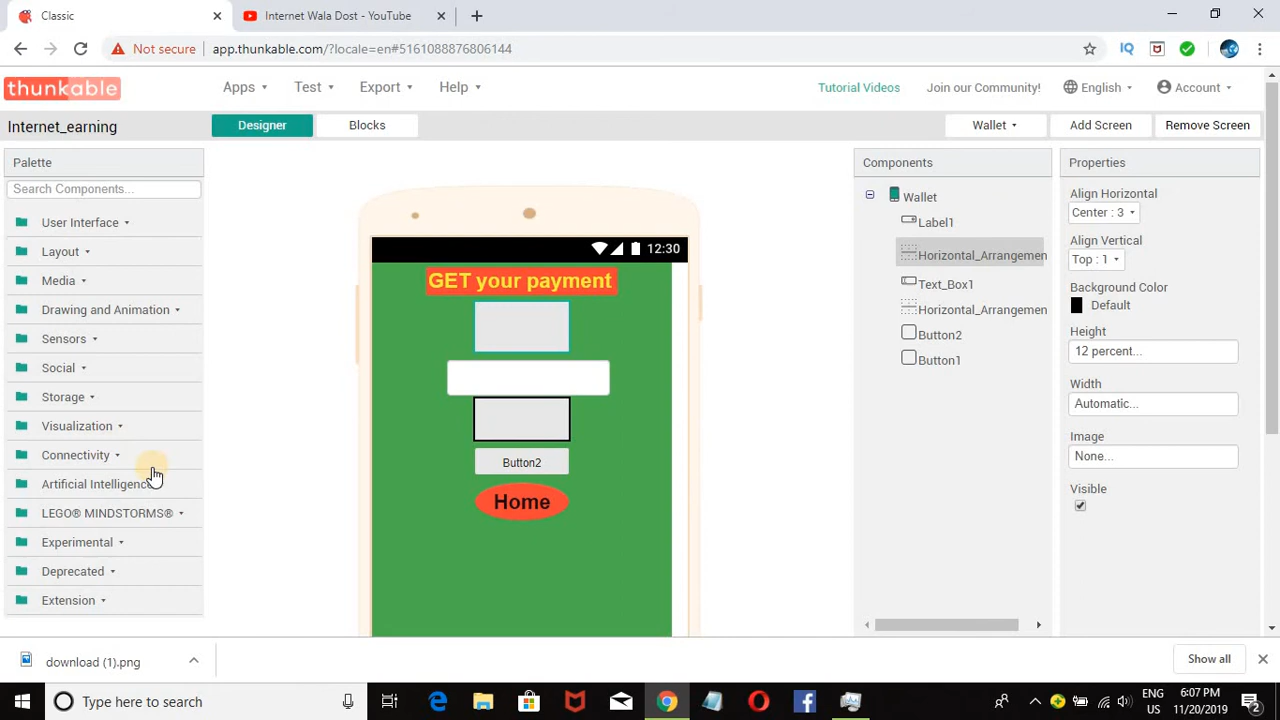 Classic
Internet Wala Dost - YouTube
Not secure
app.thunkable.com/?locale=en#5161088876806144
IQ
thunkable
Apps
Test
Export
Help
Tutorial Videos
Join our Community!
English
Account
Internet_earning
Designer
Blocks
Wallet
Add Screen
Remove Screen
Palette
Search Components...
User Interface
Layout
Media
Drawing and Animation
Sensors
Social
Storage
Visualization
Connectivity
Artificial Intelligence
LEGO® MINDSTORMS®
Experimental
Deprecated
Extension
12:30
GET your payment
Button2
Home
Components
Wallet
Label1
Horizontal_Arrangemen
Text_Box1
Horizontal_Arrangemen
Button2
Button1
Properties
Align Horizontal
Center : 3
Align Vertical
Top : 1
Background Color
Default
Height
12 percent...
Width
Automatic...
Image
None...
Visible
download (1).png
Show all
Type here to search
ENG
US
6:07 PM
11/20/2019
2